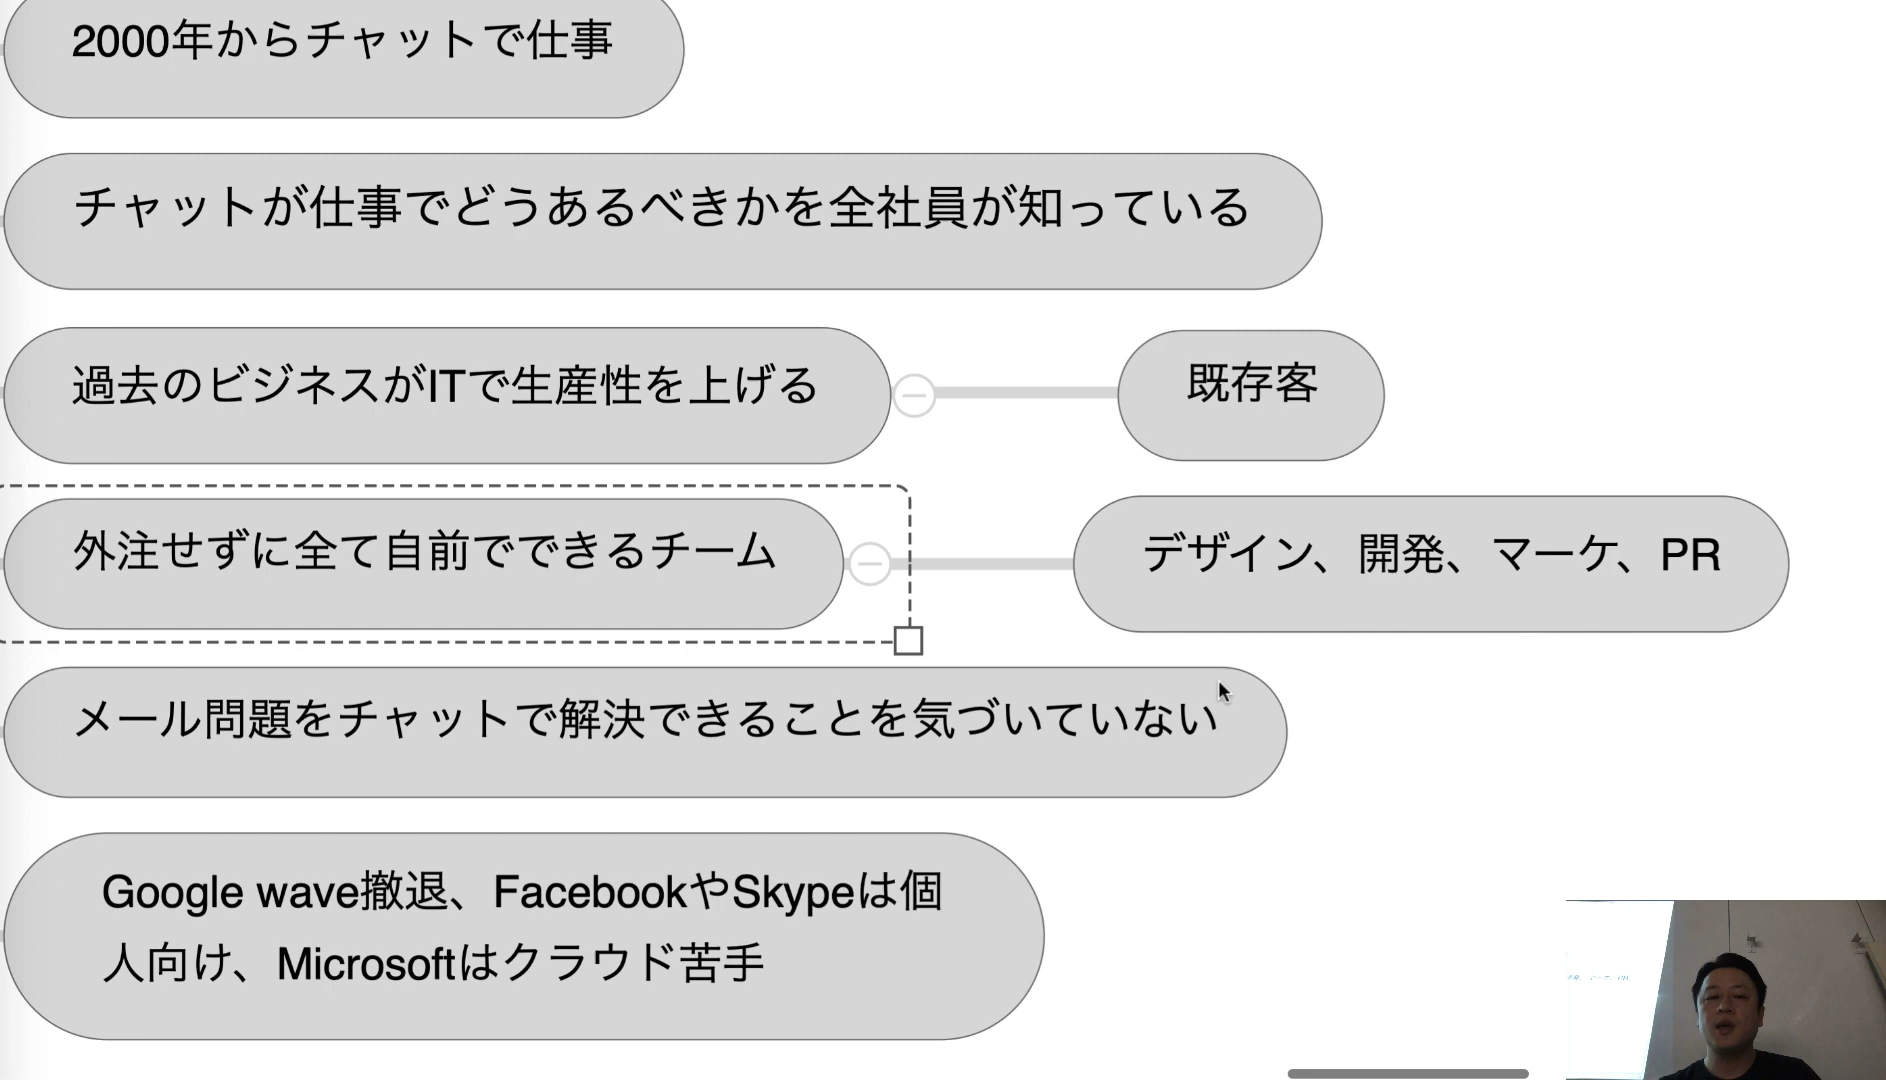 2000年からチャットで仕事
チャットが仕事でどうあるべきかを全社員が知っている
過去のビジネスがITで生産性を上げる
既存客
外注せずに全て自前でできるチーム
デザイン、開発、マーケ、PR
メール問題をチャットで解決できることを気づいていない
Google wave撤退、FacebookやSkypeは個
人向け、Microsoftはクラウド苦手